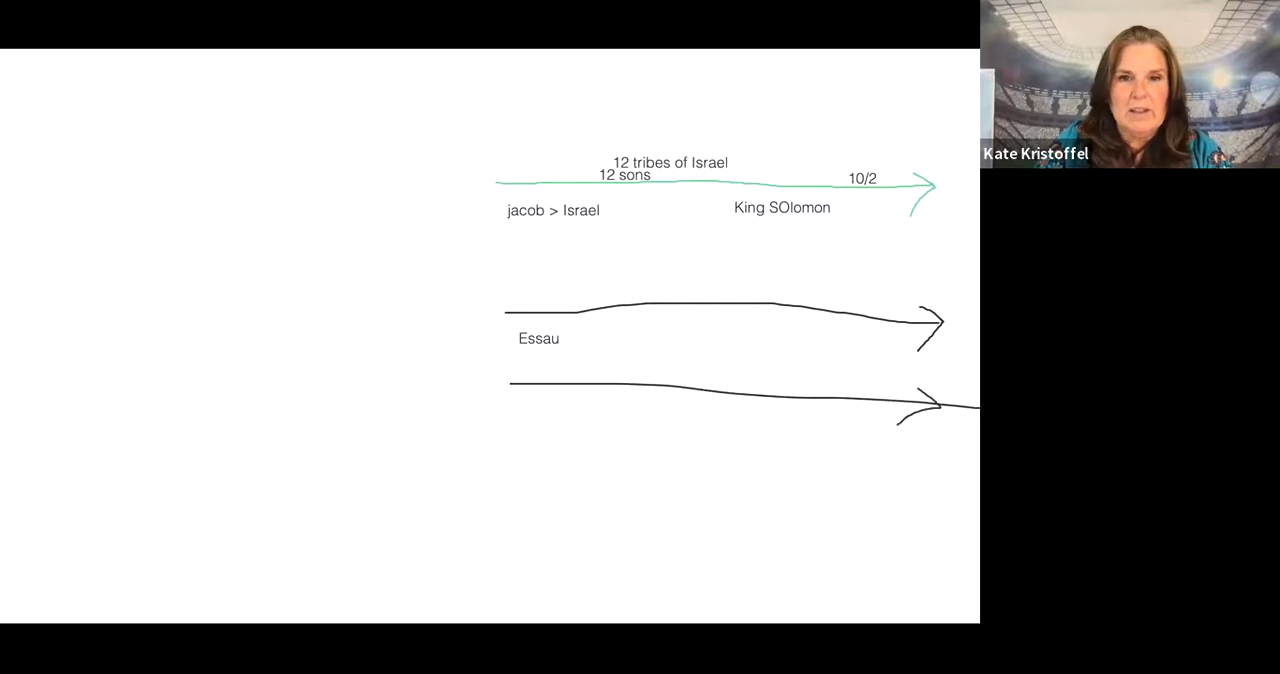 Kate Kristoffel
12 tribes of Israel
12 sons
10/2
jacob > Israel
King SOlomon
Essau